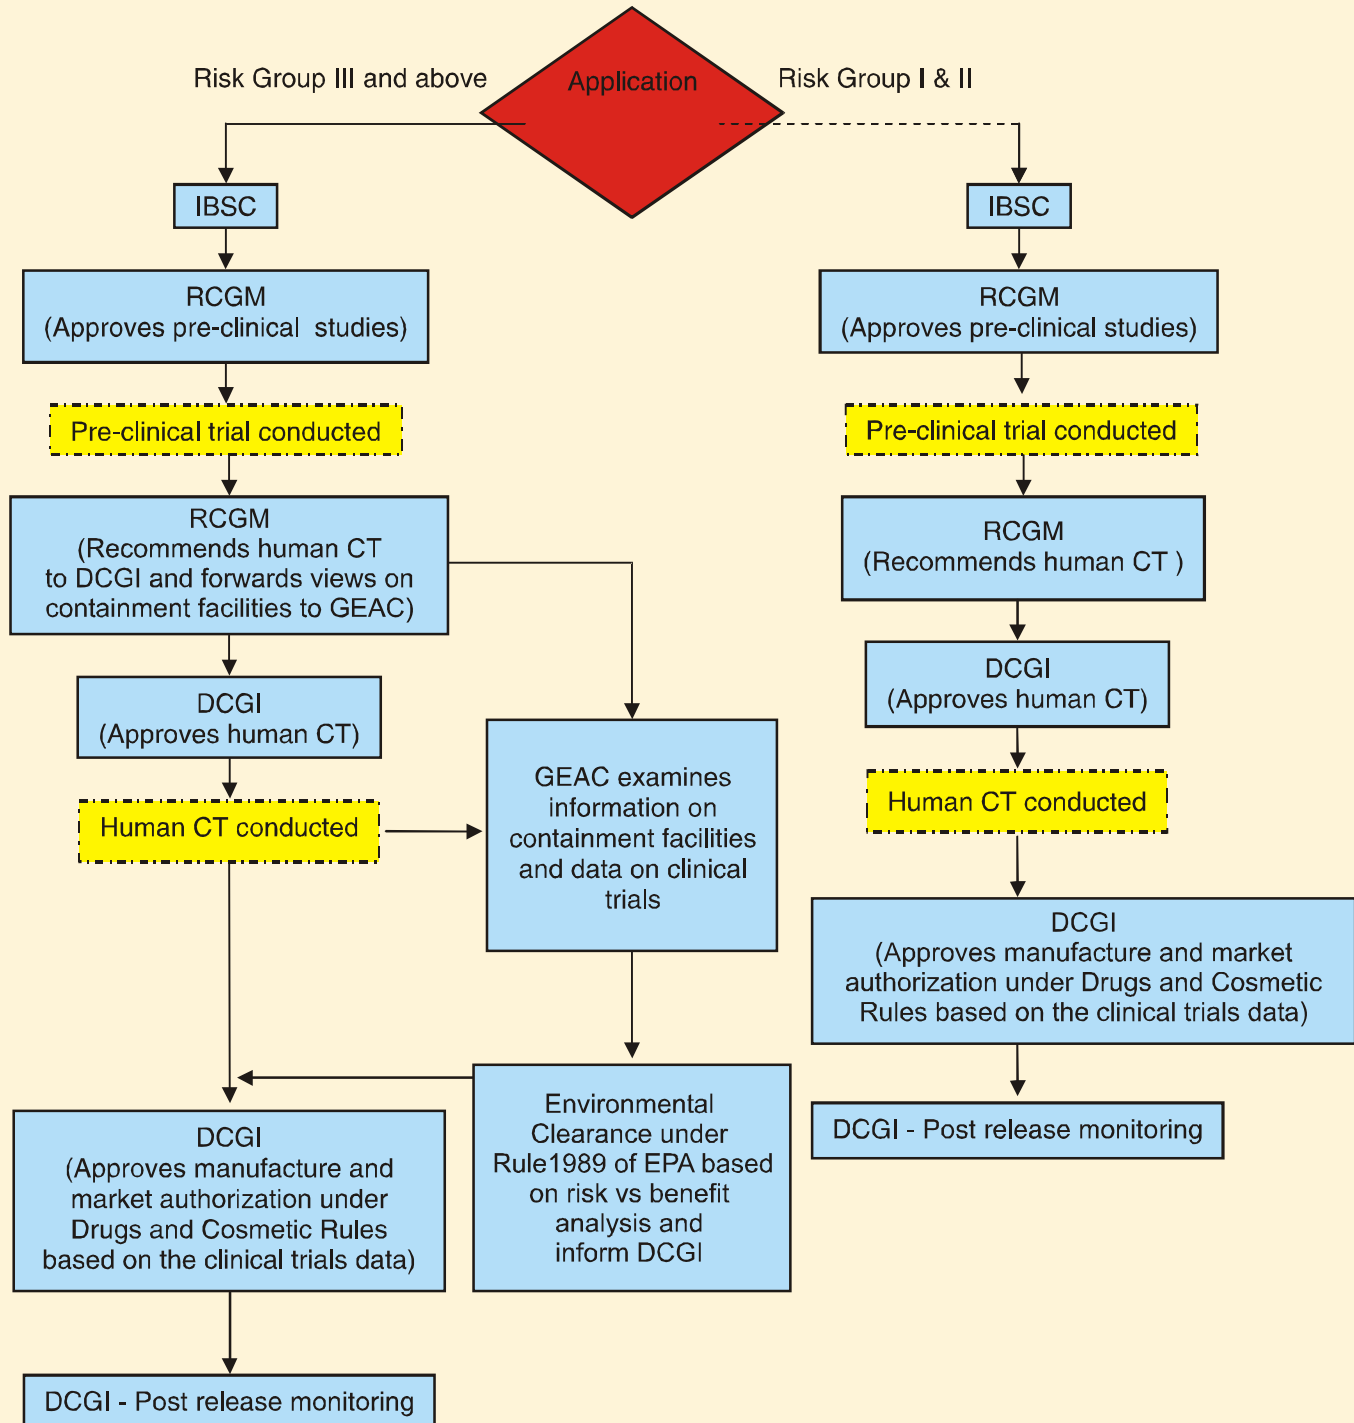 Application
Risk Group III and above
Risk Group I & II
IBSC
RCGM
(Approves pre-clinical studies)
Pre-clinical trial conducted
RCGM
(Recommends human CT
to DCGI and forwards views on
containment facilities to GEAC)
DCGI
(Approves human CT)
Human CT conducted
GEAC examines
information on
containment facilities
and data on clinical
trials
Environmental
Clearance under
Rule1989 of EPA based
on risk vs benefit
analysis and
inform DCGI
DCGI
(Approves manufacture and
market authorization under
Drugs and Cosmetic Rules
based on the clinical trials data)
DCGI - Post release monitoring
IBSC
RCGM
(Approves pre-clinical studies)
Pre-clinical trial conducted
RCGM
(Recommends human CT )
DCGI
(Approves human CT)
Human CT conducted
DCGI
(Approves manufacture and market
authorization under Drugs and Cosmetic
Rules based on the clinical trials data)
DCGI - Post release monitoring